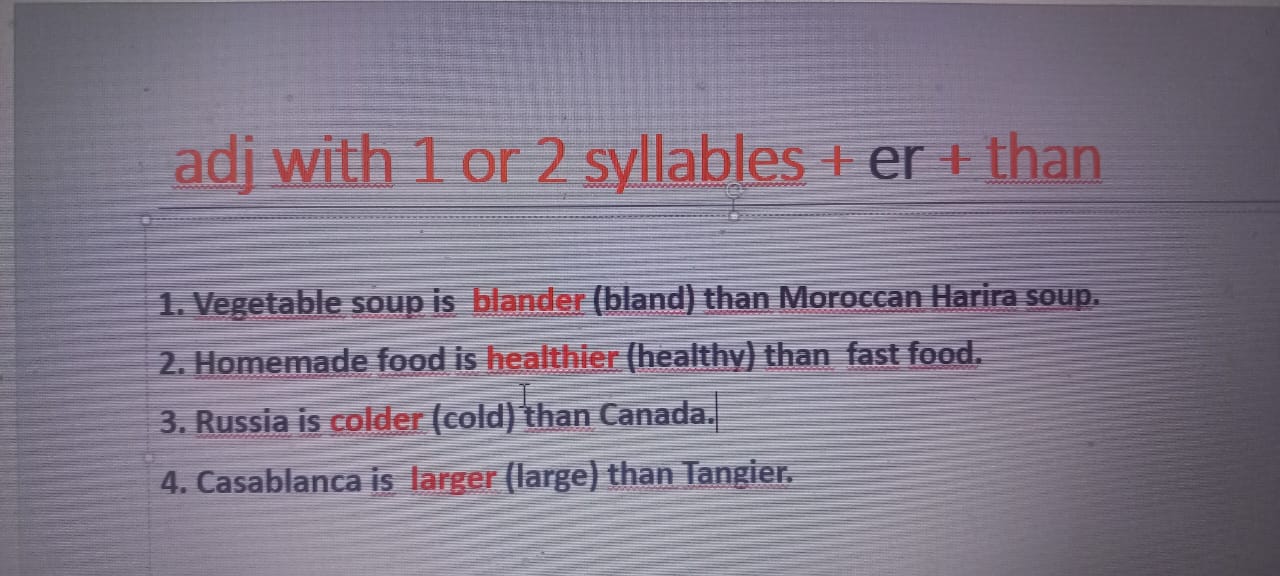 adj with 1 or 2 syllables + er + than
1. Vegetable soup is blander (bland) than Moroccan Harira soup.
2. Homemade food is healthier (healthy) than fast food.
3. Russia is colder (cold) than Canada.
4. Casablanca is larger (large) than Tangier.